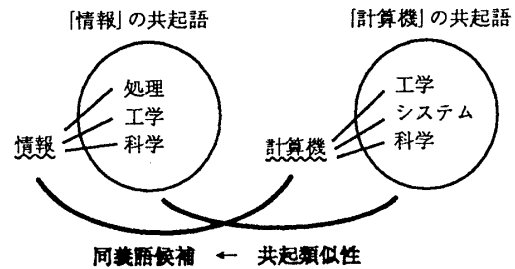 「情報」の共起語
「計算機」の共起語
情報
処理
工学
科学
計算機
工学
システム
科学
同義語候補 ← 共起類似性